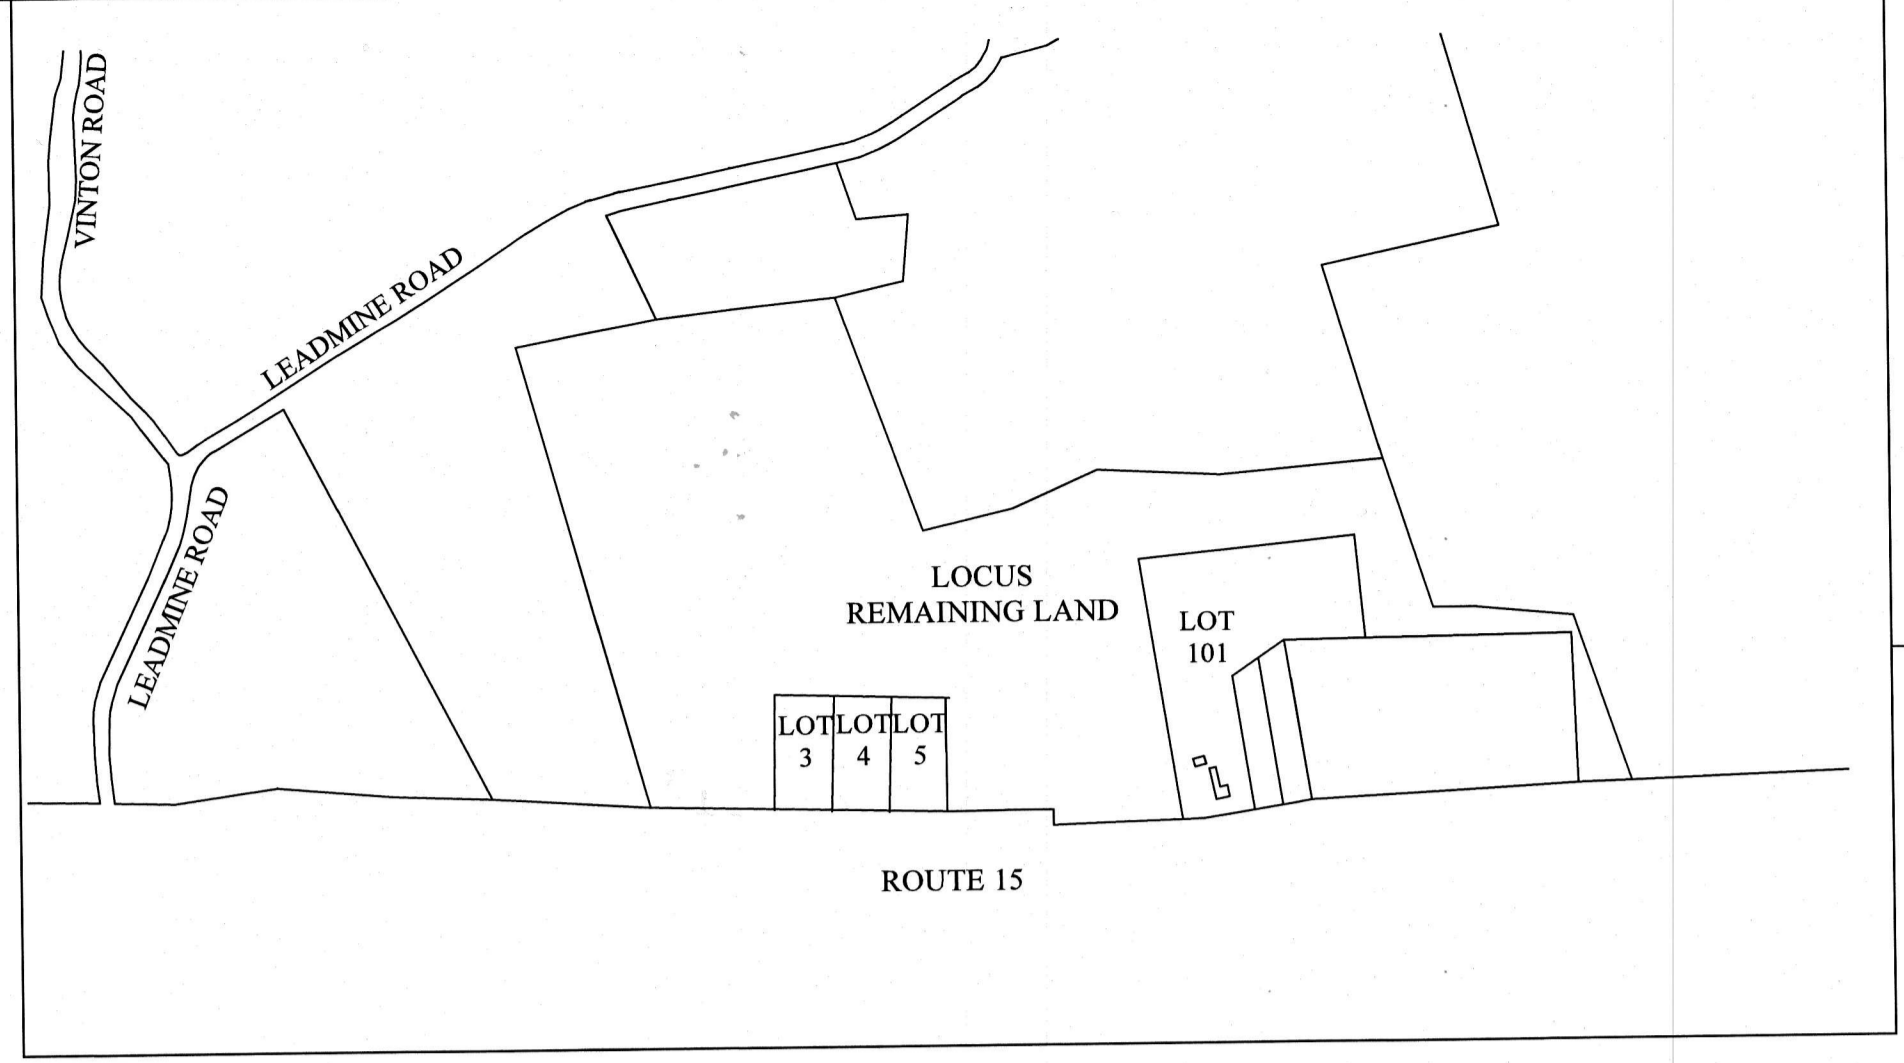 VINTON ROAD
LEADMINE ROAD
LEADMINE ROAD
LOCUS
REMAINING LAND
LOT
101
LOT
3
LOT
4
LOT
5
ROUTE 15